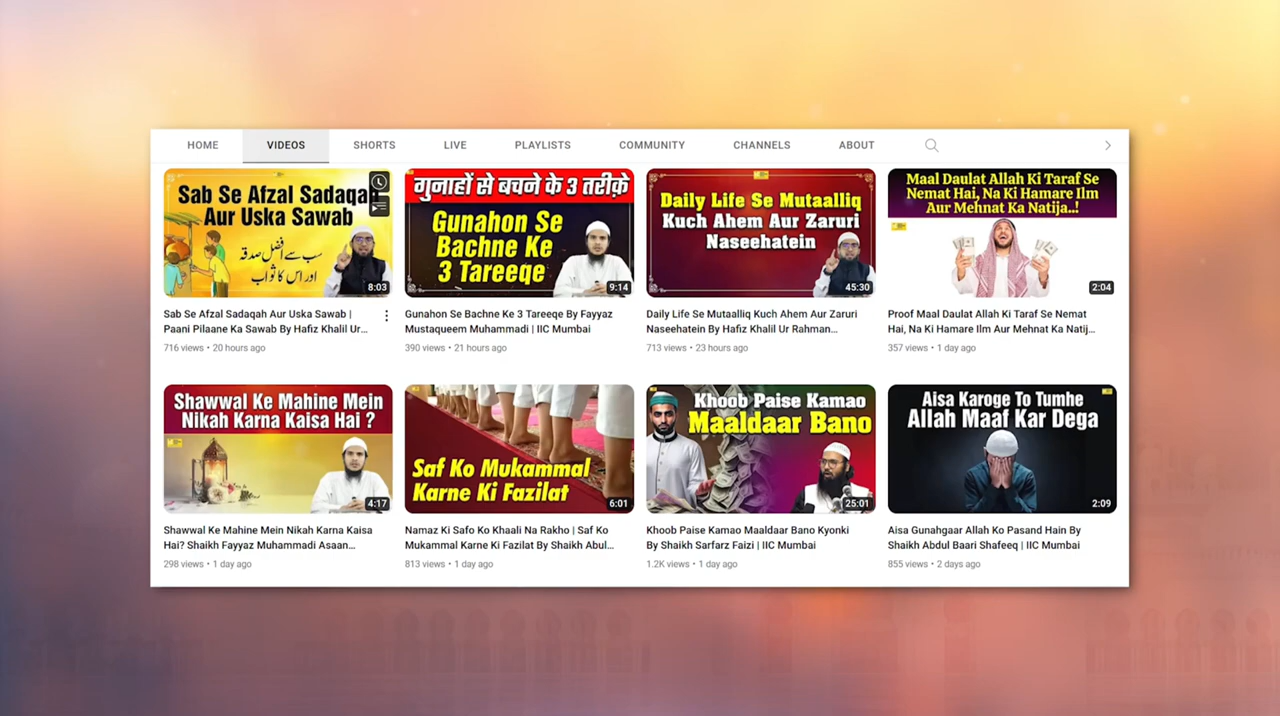 HOME VIDEOS SHORTS LIVE PLAYLISTS COMMUNITY CHANNELS ABOUT
Sab Se Afzal Sadaqah
Aur Uska Sawab
سب سے افضل صدقہ
اور اس کا ثواب
8:03
Sab Se Afzal Sadaqah Aur Uska Sawab |
Paani Pilaane Ka Sawab By Hafiz Khalil Ur...
716 views • 20 hours ago
गुनाहों से बचने के 3 तरीक़े
Gunahon Se
Bachne Ke
3 Tareeqe
9:14
Gunahon Se Bachne Ke 3 Tareeqe By Fayyaz
Mustaqueem Muhammadi | IIC Mumbai
390 views • 21 hours ago
Daily Life Se Mutaalliq
Kuch Ahem Aur Zaruri
Naseehatein
45:30
Daily Life Se Mutaalliq Kuch Ahem Aur Zaruri
Naseehatein By Hafiz Khalil Ur Rahman...
713 views • 23 hours ago
Maal Daulat Allah Ki Taraf Se
Nemat Hai, Na Ki Hamare Ilm
Aur Mehnat Ka Natija..!
2:04
Proof Maal Daulat Allah Ki Taraf Se Nemat
Hai, Na Ki Hamare Ilm Aur Mehnat Ka Natij...
357 views • 1 day ago
Shawwal Ke Mahine Mein
Nikah Karna Kaisa Hai ?
4:17
Shawwal Ke Mahine Mein Nikah Karna Kaisa
Hai? Shaikh Fayyaz Muhammadi Asaan...
298 views • 1 day ago
Saf Ko Mukammal
Karne Ki Fazilat
6:01
Namaz Ki Safo Ko Khaali Na Rakho | Saf Ko
Mukammal Karne Ki Fazilat By Shaikh Abul...
813 views • 1 day ago
Khoob Paise Kamao
Maaldaar Bano
25:01
Khoob Paise Kamao Maaldaar Bano Kyonki
By Shaikh Sarfarz Faizi | IIC Mumbai
1.2K views • 1 day ago
Aisa Karoge To Tumhe
Allah Maaf Kar Dega
2:09
Aisa Gunahgaar Allah Ko Pasand Hain By
Shaikh Abdul Baari Shafeeq | IIC Mumbai
855 views • 2 days ago